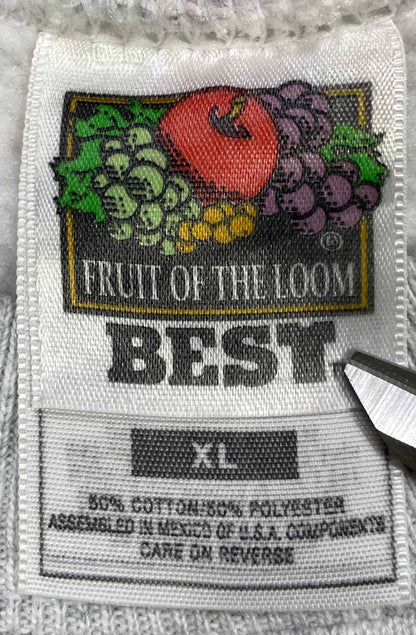 FRUIT OF THE LOOM
BEST.
XL
50% COTTON/50% POLYESTER
ASSEMBLED IN MEXICO OF U.S.A. COMPONENTS
CARE ON REVERSE